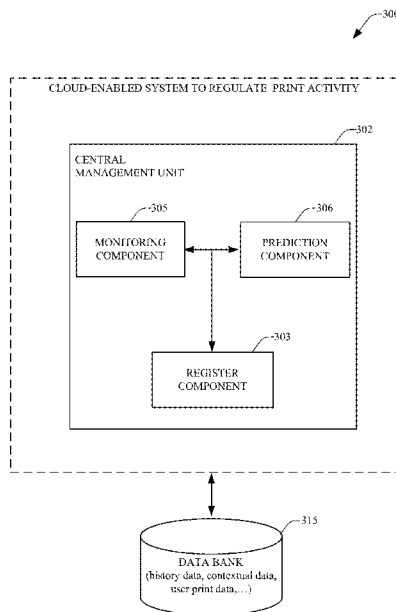 300
CLOUD-ENABLED SYSTEM TO REGULATE PRINT ACTIVITY
302
CENTRAL
MANAGEMENT UNIT
305
306
MONITORING
COMPONENT
PREDICTION
COMPONENT
303
REGISTER
COMPONENT
315
DATA BANK
(history data, contextual data,
user print data,...)